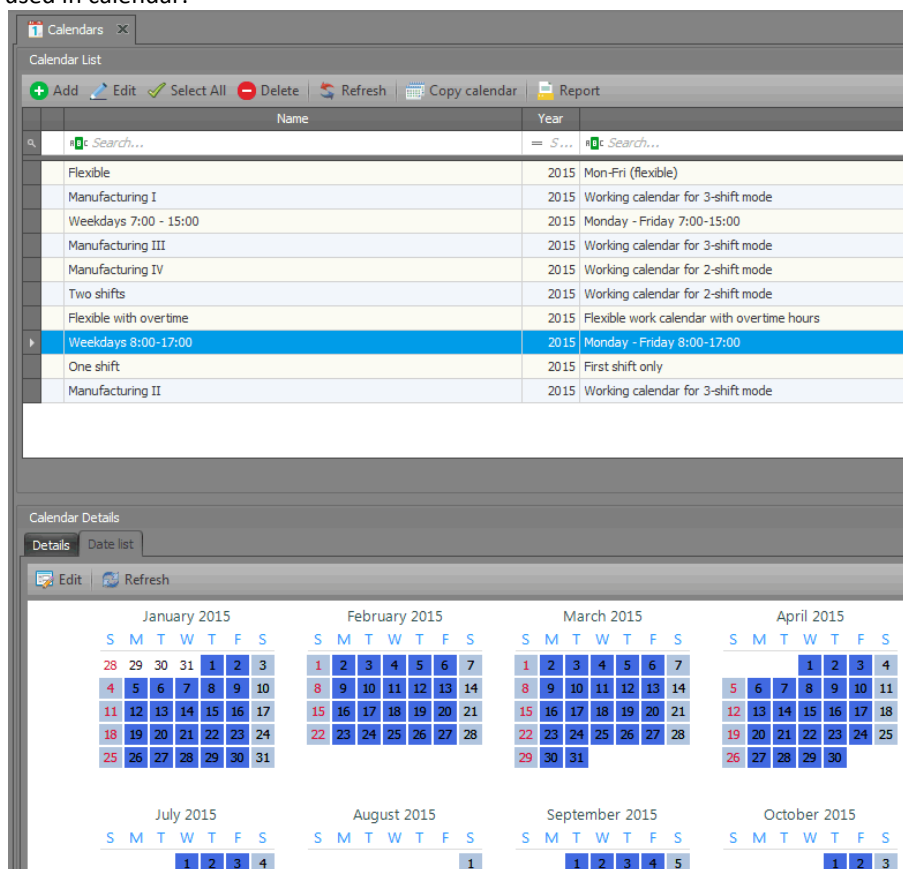 used in calendar.
Calendars
Calendar List
Add Edit Select All Delete Refresh Copy calendar Report
Name Year
Search... = S... Search...
Flexible 2015 Mon-Fri (flexible)
Manufacturing I 2015 Working calendar for 3-shift mode
Weekdays 7:00 - 15:00 2015 Monday - Friday 7:00-15:00
Manufacturing III 2015 Working calendar for 3-shift mode
Manufacturing IV 2015 Working calendar for 2-shift mode
Two shifts 2015 Working calendar for 2-shift mode
Flexible with overtime 2015 Flexible work calendar with overtime hours
Weekdays 8:00-17:00 2015 Monday - Friday 8:00-17:00
One shift 2015 First shift only
Manufacturing II 2015 Working calendar for 3-shift mode
Calendar Details
Details Date list
Edit Refresh
January 2015 February 2015 March 2015 April 2015
S M T W T F S S M T W T F S S M T W T F S S M T W T F S
28 29 30 31 1 2 3 1 2 3 4 5 6 7 1 2 3 4 5 6 7 1 2 3 4
4 5 6 7 8 9 10 8 9 10 11 12 13 14 8 9 10 11 12 13 14 5 6 7 8 9 10 11
11 12 13 14 15 16 17 15 16 17 18 19 20 21 15 16 17 18 19 20 21 12 13 14 15 16 17 18
18 19 20 21 22 23 24 22 23 24 25 26 27 28 22 23 24 25 26 27 28 19 20 21 22 23 24 25
25 26 27 28 29 30 31 29 30 31 26 27 28 29 30
July 2015 August 2015 September 2015 October 2015
S M T W T F S S M T W T F S S M T W T F S S M T W T F S
1 2 3 4 1 1 2 3 4 5 1 2 3